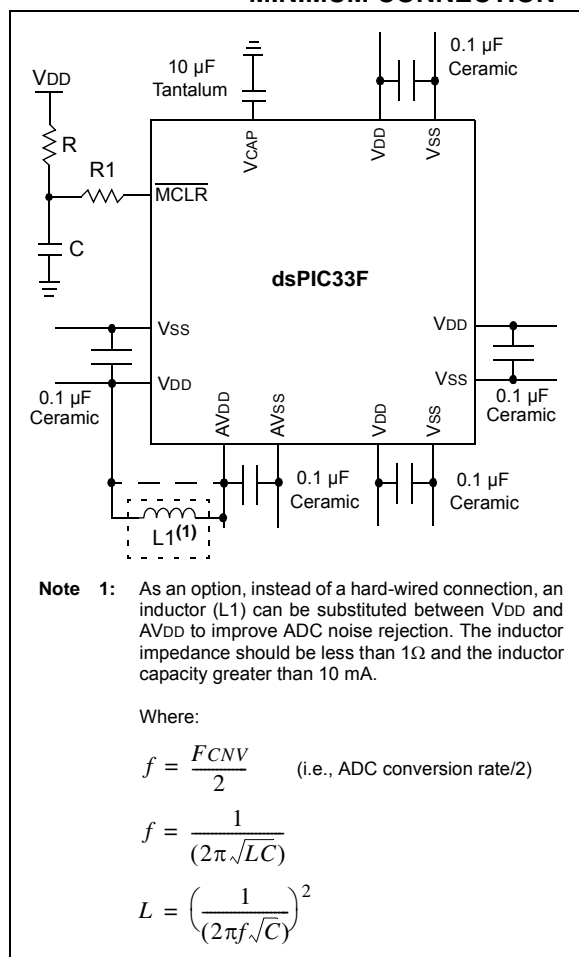 MINIMUM CONNECTION
0.1 µF
Ceramic
10 µF
Tantalum
VDD
R
R1
C
VCAP
VDD
VSS
MCLR
dsPIC33F
VSS
VDD
VDD
VSS
0.1 µF
Ceramic
0.1 µF
Ceramic
AVDD
AVSS
VDD
VSS
0.1 µF
Ceramic
0.1 µF
Ceramic
L1(1)
Note 1: As an option, instead of a hard-wired connection, an
inductor (L1) can be substituted between VDD and
AVDD to improve ADC noise rejection. The inductor
impedance should be less than 1Ω and the inductor
capacity greater than 10 mA.
Where:
f = FCNV / 2 (i.e., ADC conversion rate/2)
f = 1 / (2π√LC)
L = (1 / (2πf√C))²